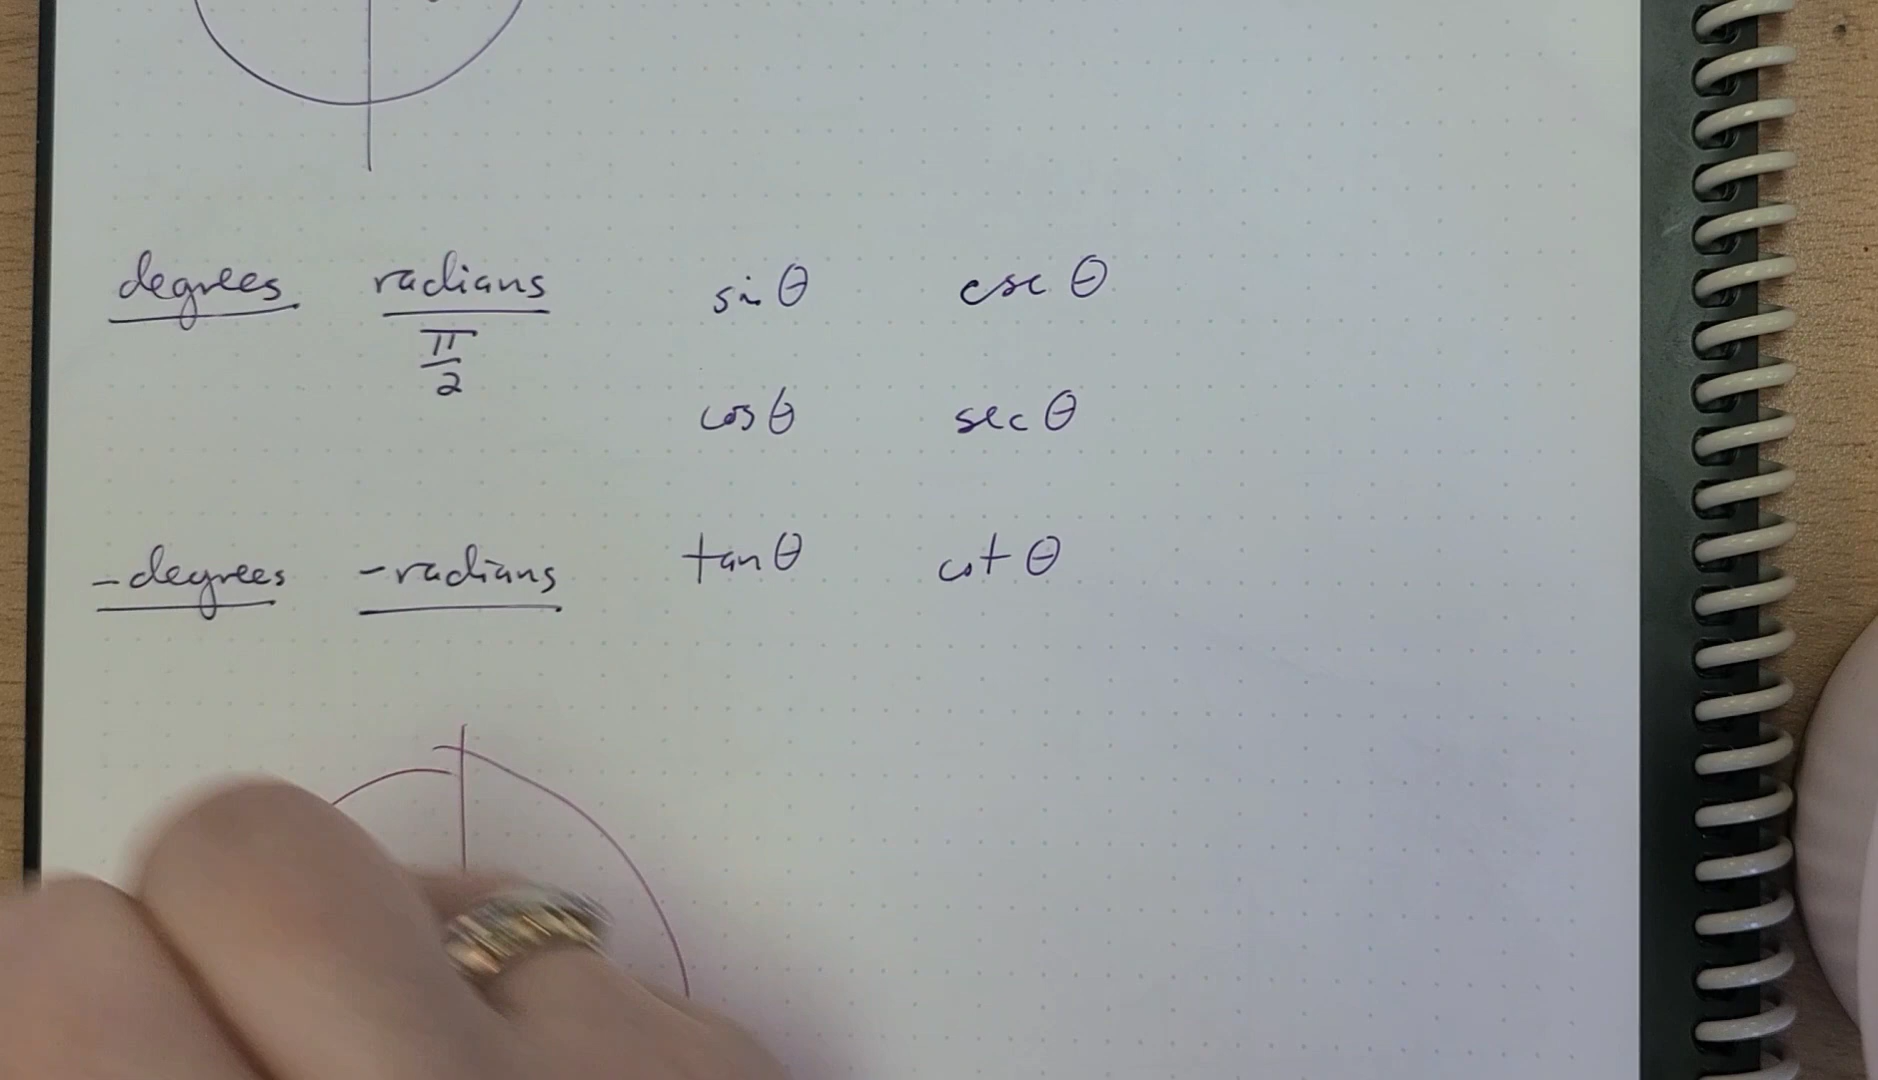 degrees radians sin θ csc θ
π/2
cos θ sec θ
-degrees -radians tan θ cot θ